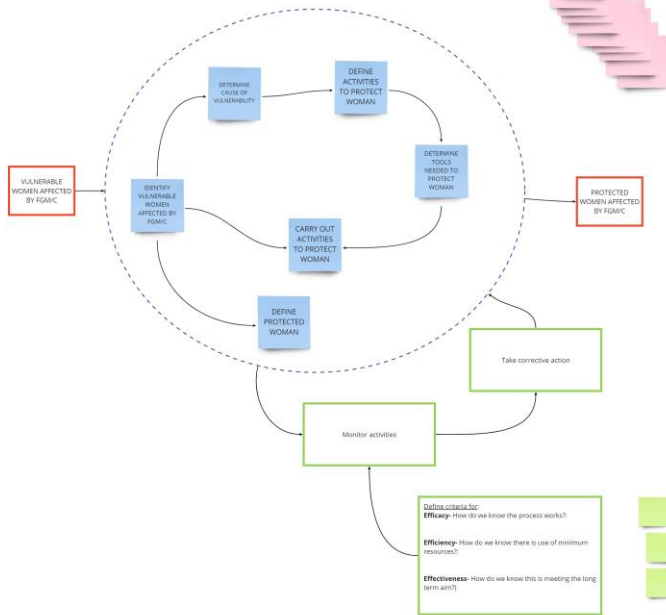 DETERMINE
CAUSE OF
VULNERABILITY
DEFINE
ACTIVITIES
TO PROTECT
WOMAN
DETERMINE
TOOLS
NEEDED TO
PROTECT
WOMAN
VULNERABLE
WOMEN AFFECTED
BY FGM/C
IDENTIFY
VULNERABLE
WOMEN
AFFECTED BY
FGM/C
PROTECTED
WOMEN AFFECTED
BY FGM/C
CARRY OUT
ACTIVITIES
TO PROTECT
WOMAN
DEFINE
PROTECTED
WOMAN
Take corrective action
Monitor activities
Define criteria for:
Efficacy- How do we know the process works?:
Efficiency- How do we know there is use of minimum
resources?:
Effectiveness- How do we know this is meeting the long
term aim?)